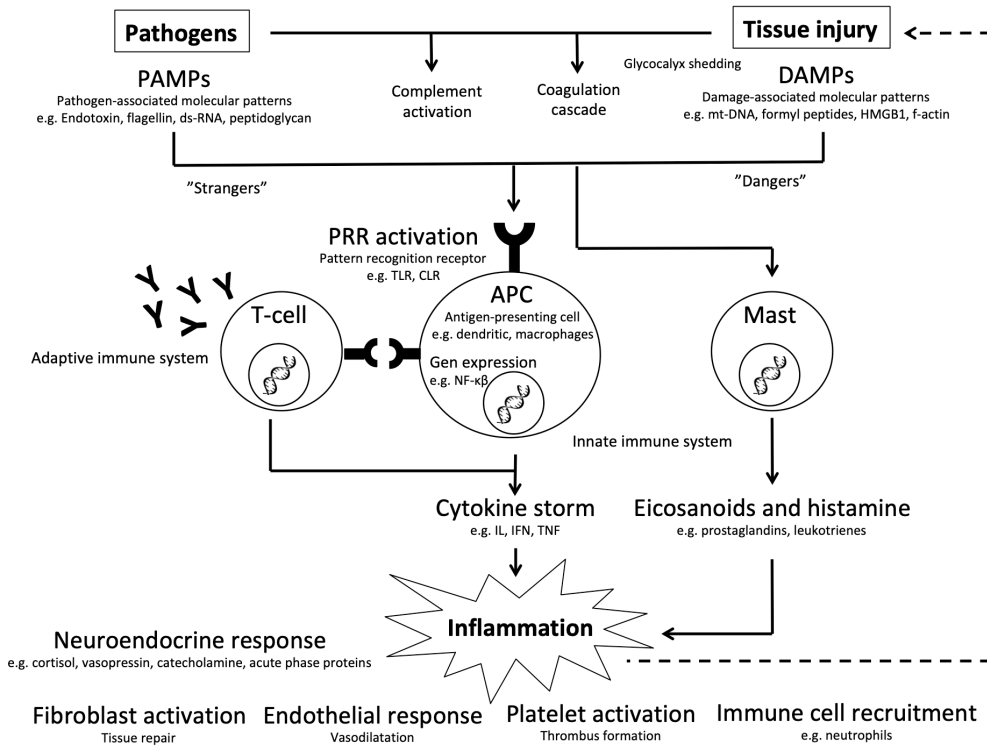 Pathogens
Tissue injury
PAMPs
Pathogen-associated molecular patterns
e.g. Endotoxin, flagellin, ds-RNA, peptidoglycan
Complement
activation
Coagulation
cascade
Glycocalyx shedding
DAMPs
Damage-associated molecular patterns
e.g. mt-DNA, formyl peptides, HMGB1, f-actin
”Strangers”
”Dangers”
PRR activation
Pattern recognition receptor
e.g. TLR, CLR
T-cell
Adaptive immune system
APC
Antigen-presenting cell
e.g. dendritic, macrophages
Gen expression
e.g. NF-κβ
Mast
Innate immune system
Cytokine storm
e.g. IL, IFN, TNF
Eicosanoids and histamine
e.g. prostaglandins, leukotrienes
Inflammation
Neuroendocrine response
e.g. cortisol, vasopressin, catecholamine, acute phase proteins
Fibroblast activation
Tissue repair
Endothelial response
Vasodilatation
Platelet activation
Thrombus formation
Immune cell recruitment
e.g. neutrophils